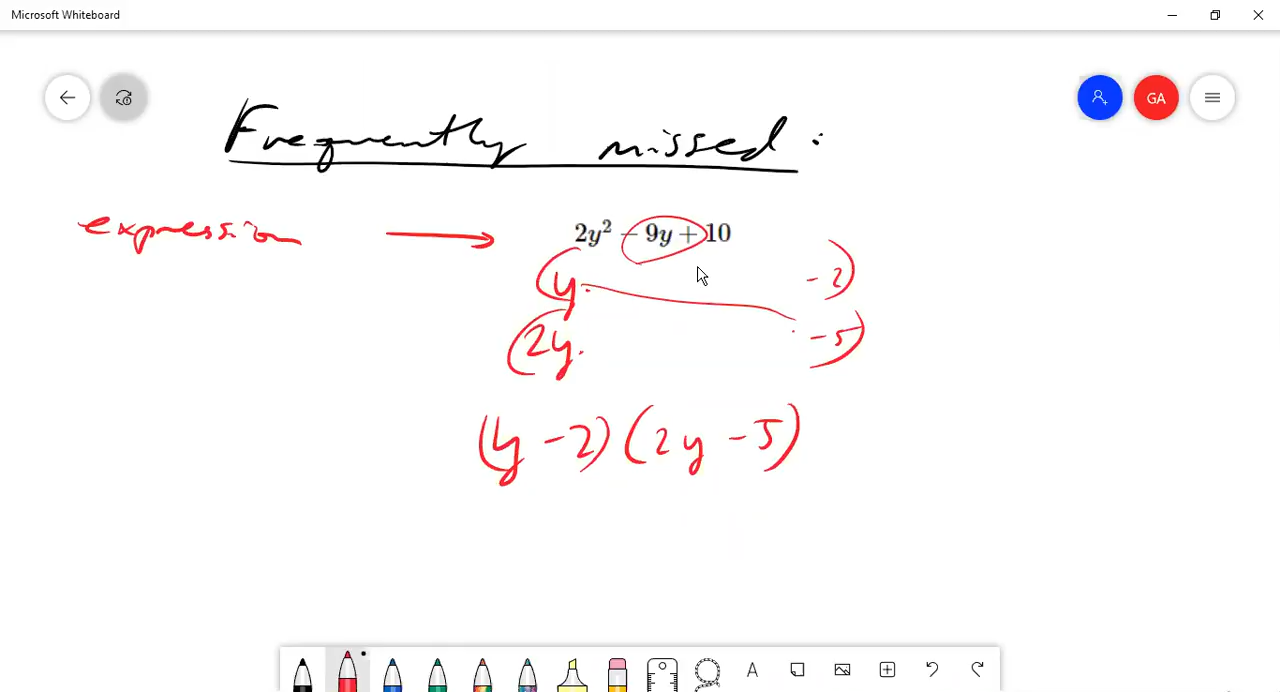 Microsoft Whiteboard
GA
Frequently missed:
expression → 2y² − 9y + 10
(y -2)
(2y -5)
(y -2)(2y -5)
A